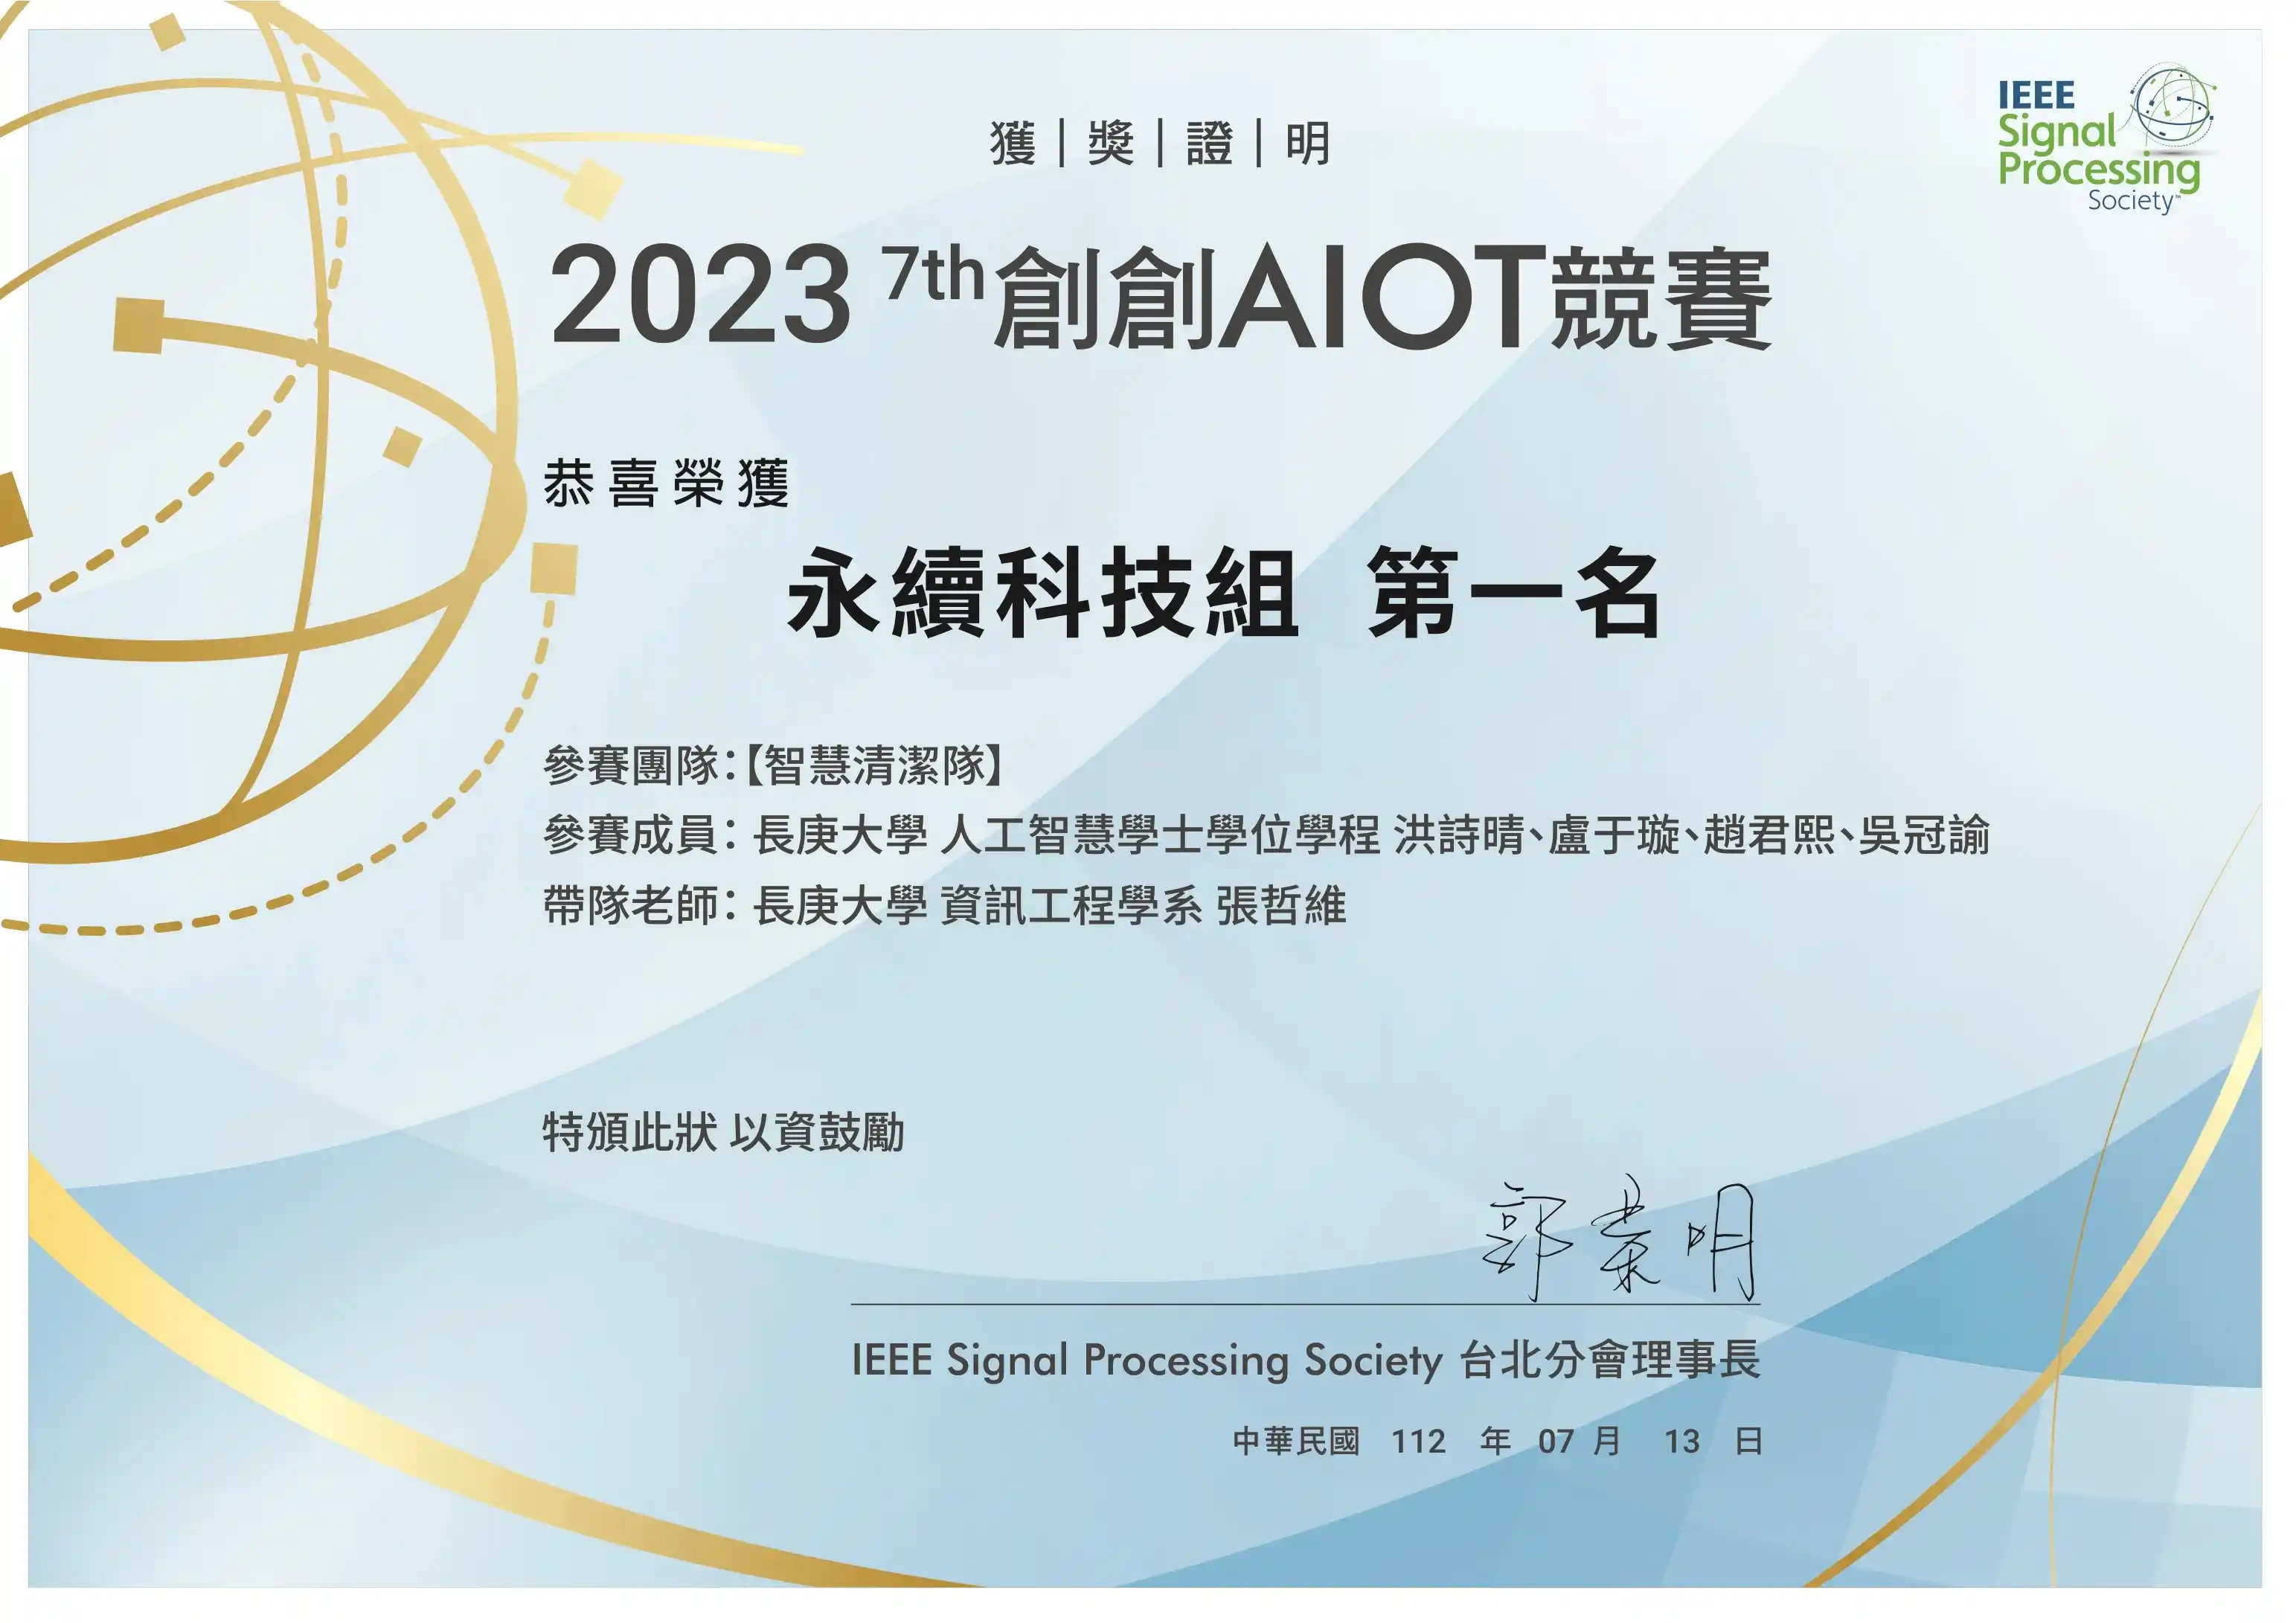 獲｜獎｜證｜明
IEEE
Signal
Processing
Society™
2023 7th創創AIOT競賽
恭喜榮獲
永續科技組 第一名
參賽團隊：【智慧清潔隊】
參賽成員：長庚大學 人工智慧學士學位學程 洪詩晴、盧于璇、趙君熙、吳冠諭
帶隊老師：長庚大學 資訊工程學系 張哲維
特頒此狀 以資鼓勵
IEEE Signal Processing Society 台北分會理事長
中華民國 112 年 07 月 13 日